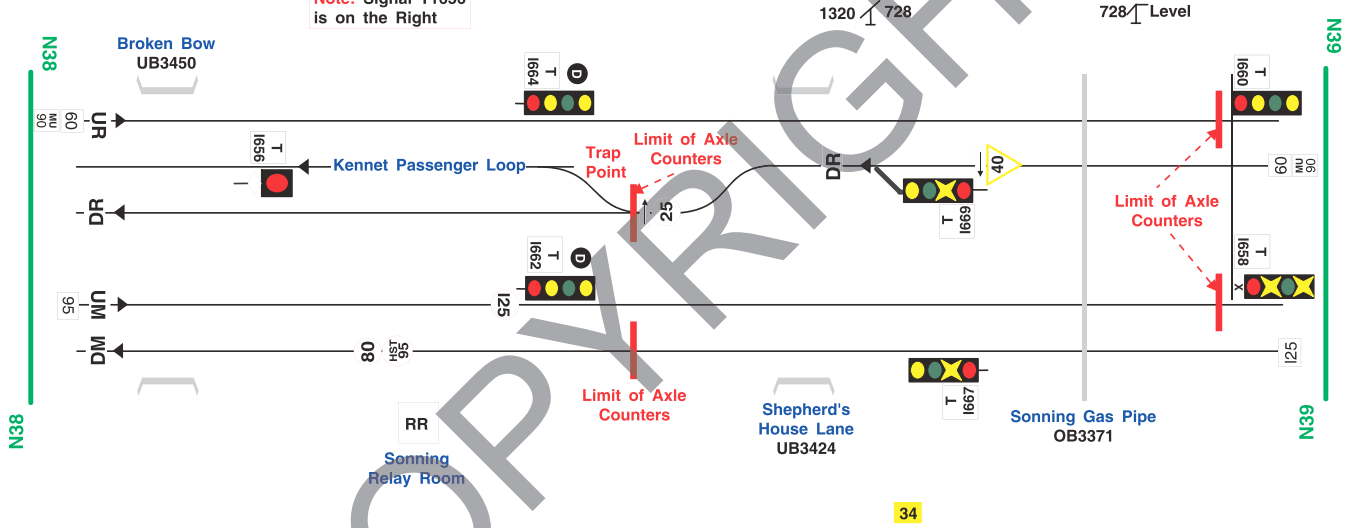 Note: Signal T1656
is on the Right
1320 728
728 Level
N38
N39
Broken Bow
UB3450
I664 T D
I660 T
60 MU 90
UR
I656 T
Kennet Passenger Loop
Trap
Point
Limit of Axle
Counters
DR
40
60 MU 90
DR
25
T I669
Limit of Axle
Counters
I662 T D
I658 T
X
95
UM
I25
DM
80
HST 95
I25
Limit of Axle
Counters
T I667
RR
Sonning
Relay Room
Shepherd's
House Lane
UB3424
Sonning Gas Pipe
OB3371
N38
N39
34
COPYRIGHT